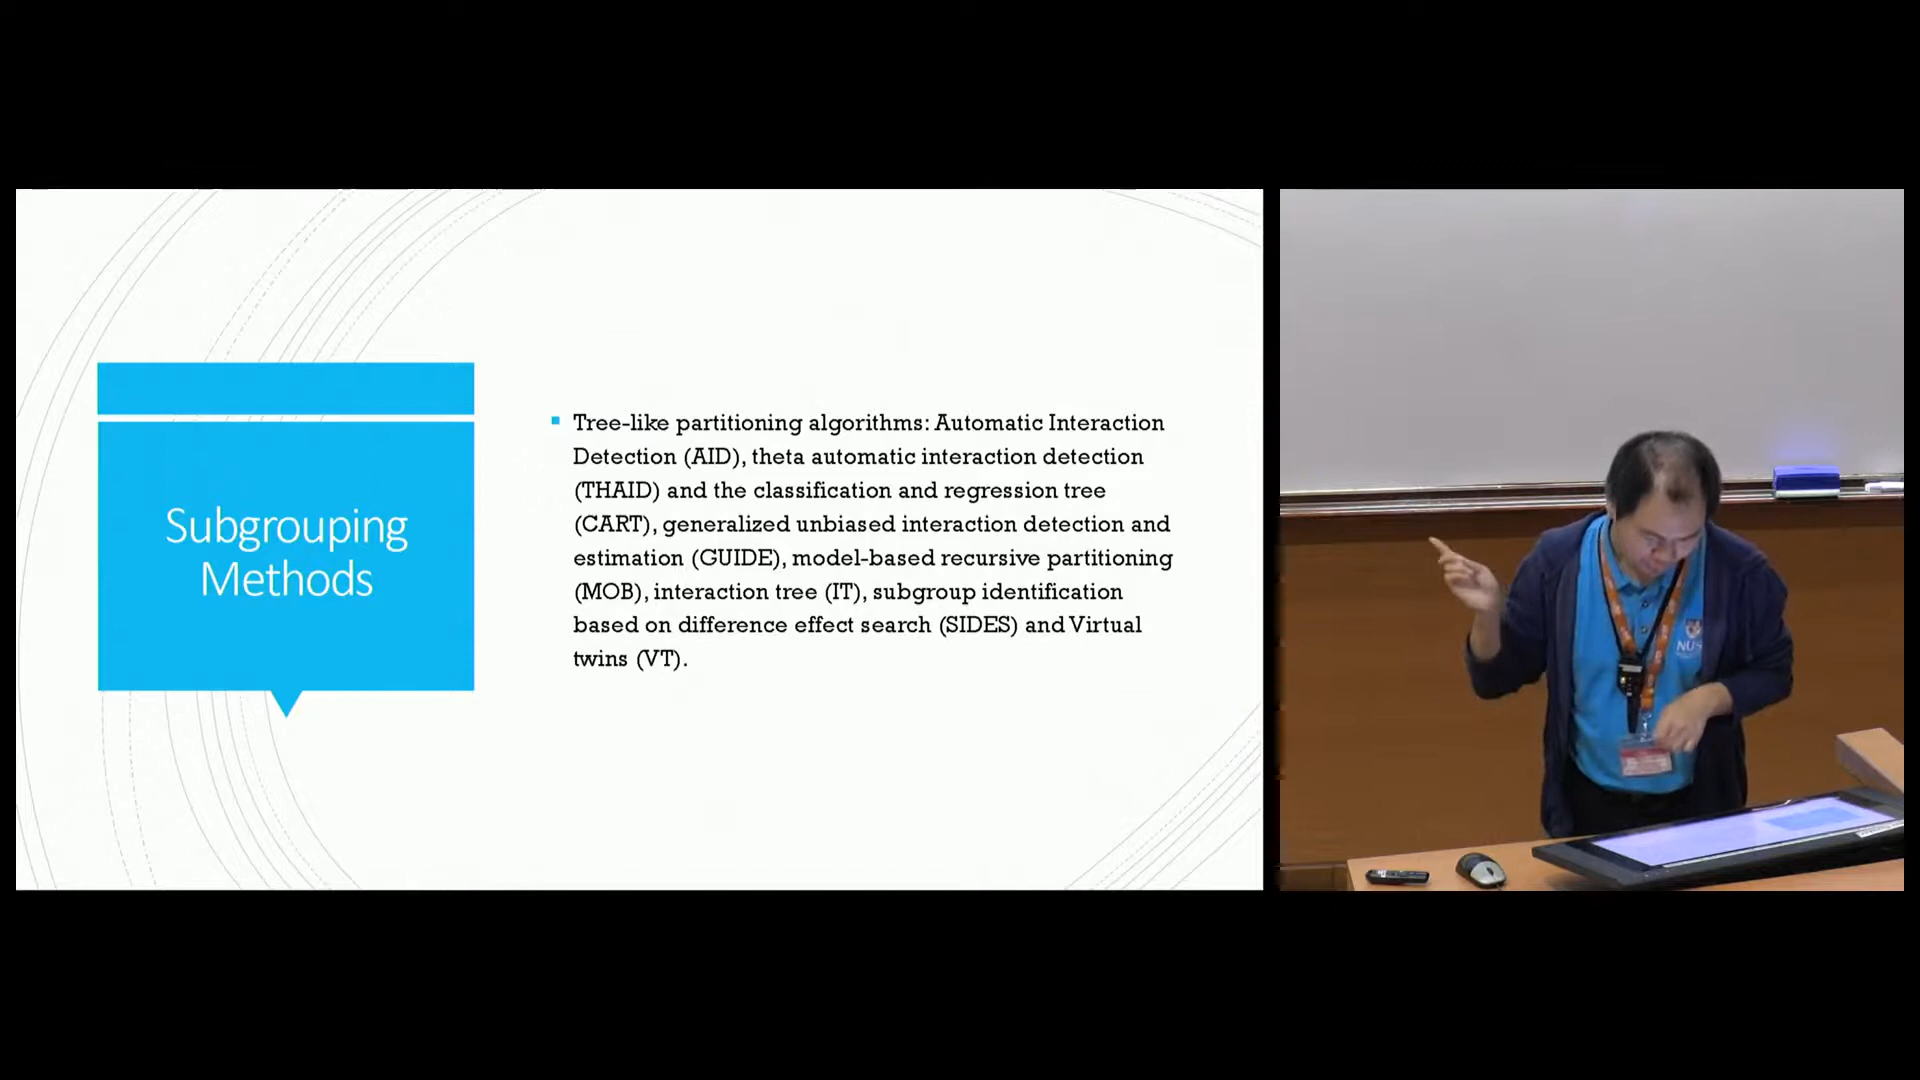 Subgrouping
Methods
Tree-like partitioning algorithms: Automatic Interaction
Detection (AID), theta automatic interaction detection
(THAID) and the classification and regression tree
(CART), generalized unbiased interaction detection and
estimation (GUIDE), model-based recursive partitioning
(MOB), interaction tree (IT), subgroup identification
based on difference effect search (SIDES) and Virtual
twins (VT).
NUS